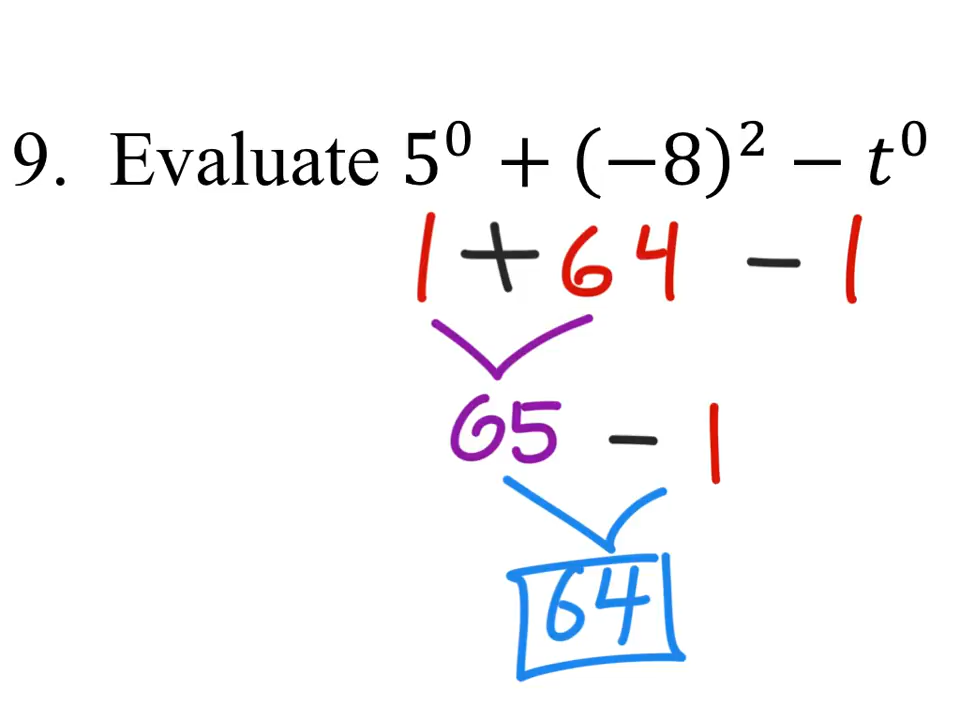 9. Evaluate 5⁰ + (−8)² − t⁰
1 + 64 − 1
65 − 1
64